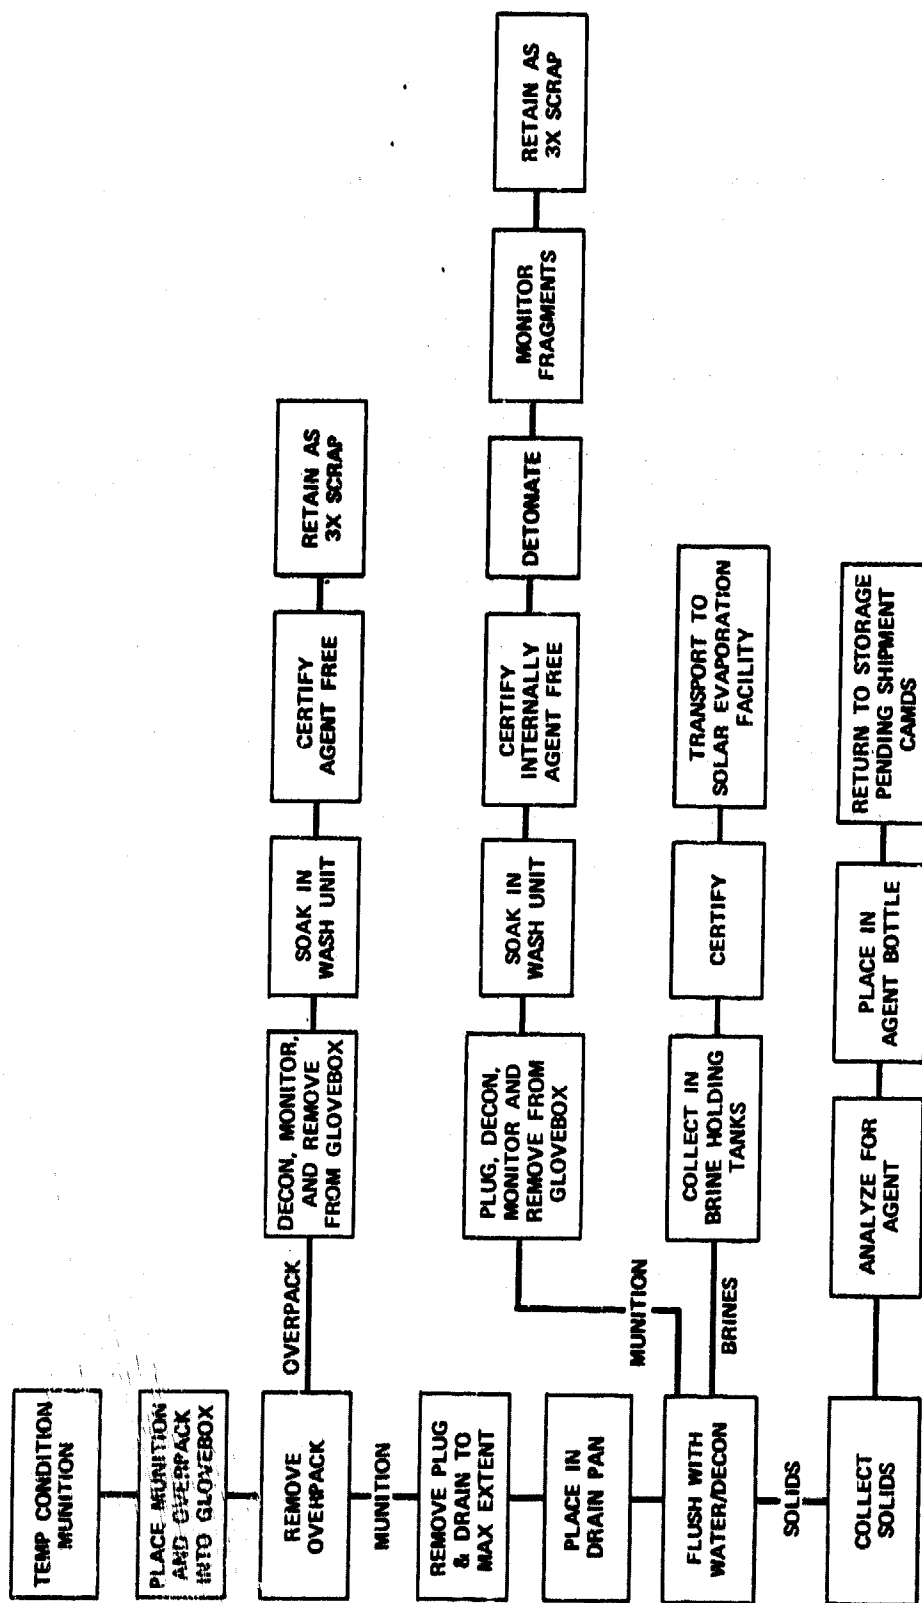 TEMP CONDITION
MUNITION
PLACE MUNITION
AND OVERPACK
INTO GLOVEBOX
REMOVE
OVERPACK
OVERPACK
DECON, MONITOR,
AND REMOVE
FROM GLOVEBOX
SOAK IN
WASH UNIT
CERTIFY
AGENT FREE
RETAIN AS
3X SCRAP
MUNITION
REMOVE PLUG
& DRAIN TO
MAX EXTENT
PLACE IN
DRAIN PAN
FLUSH WITH
WATER/DECON
MUNITION
PLUG, DECON,
MONITOR AND
REMOVE FROM
GLOVEBOX
SOAK IN
WASH UNIT
CERTIFY
INTERNALLY
AGENT FREE
DETONATE
MONITOR
FRAGMENTS
RETAIN AS
3X SCRAP
BRINES
COLLECT IN
BRINE HOLDING
TANKS
CERTIFY
TRANSPORT TO
SOLAR EVAPORATION
FACILITY
SOLIDS
COLLECT
SOLIDS
ANALYZE FOR
AGENT
PLACE IN
AGENT BOTTLE
RETURN TO STORAGE
PENDING SHIPMENT
CAMDS